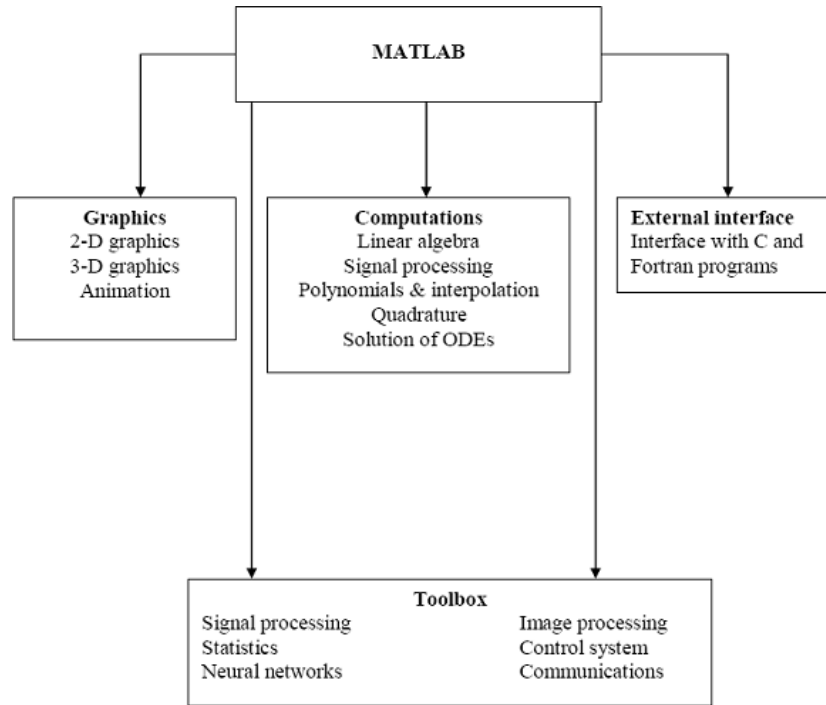 MATLAB
Graphics
2-D graphics
3-D graphics
Animation
Computations
Linear algebra
Signal processing
Polynomials & interpolation
Quadrature
Solution of ODEs
External interface
Interface with C and
Fortran programs
Toolbox
Signal processing
Statistics
Neural networks
Image processing
Control system
Communications